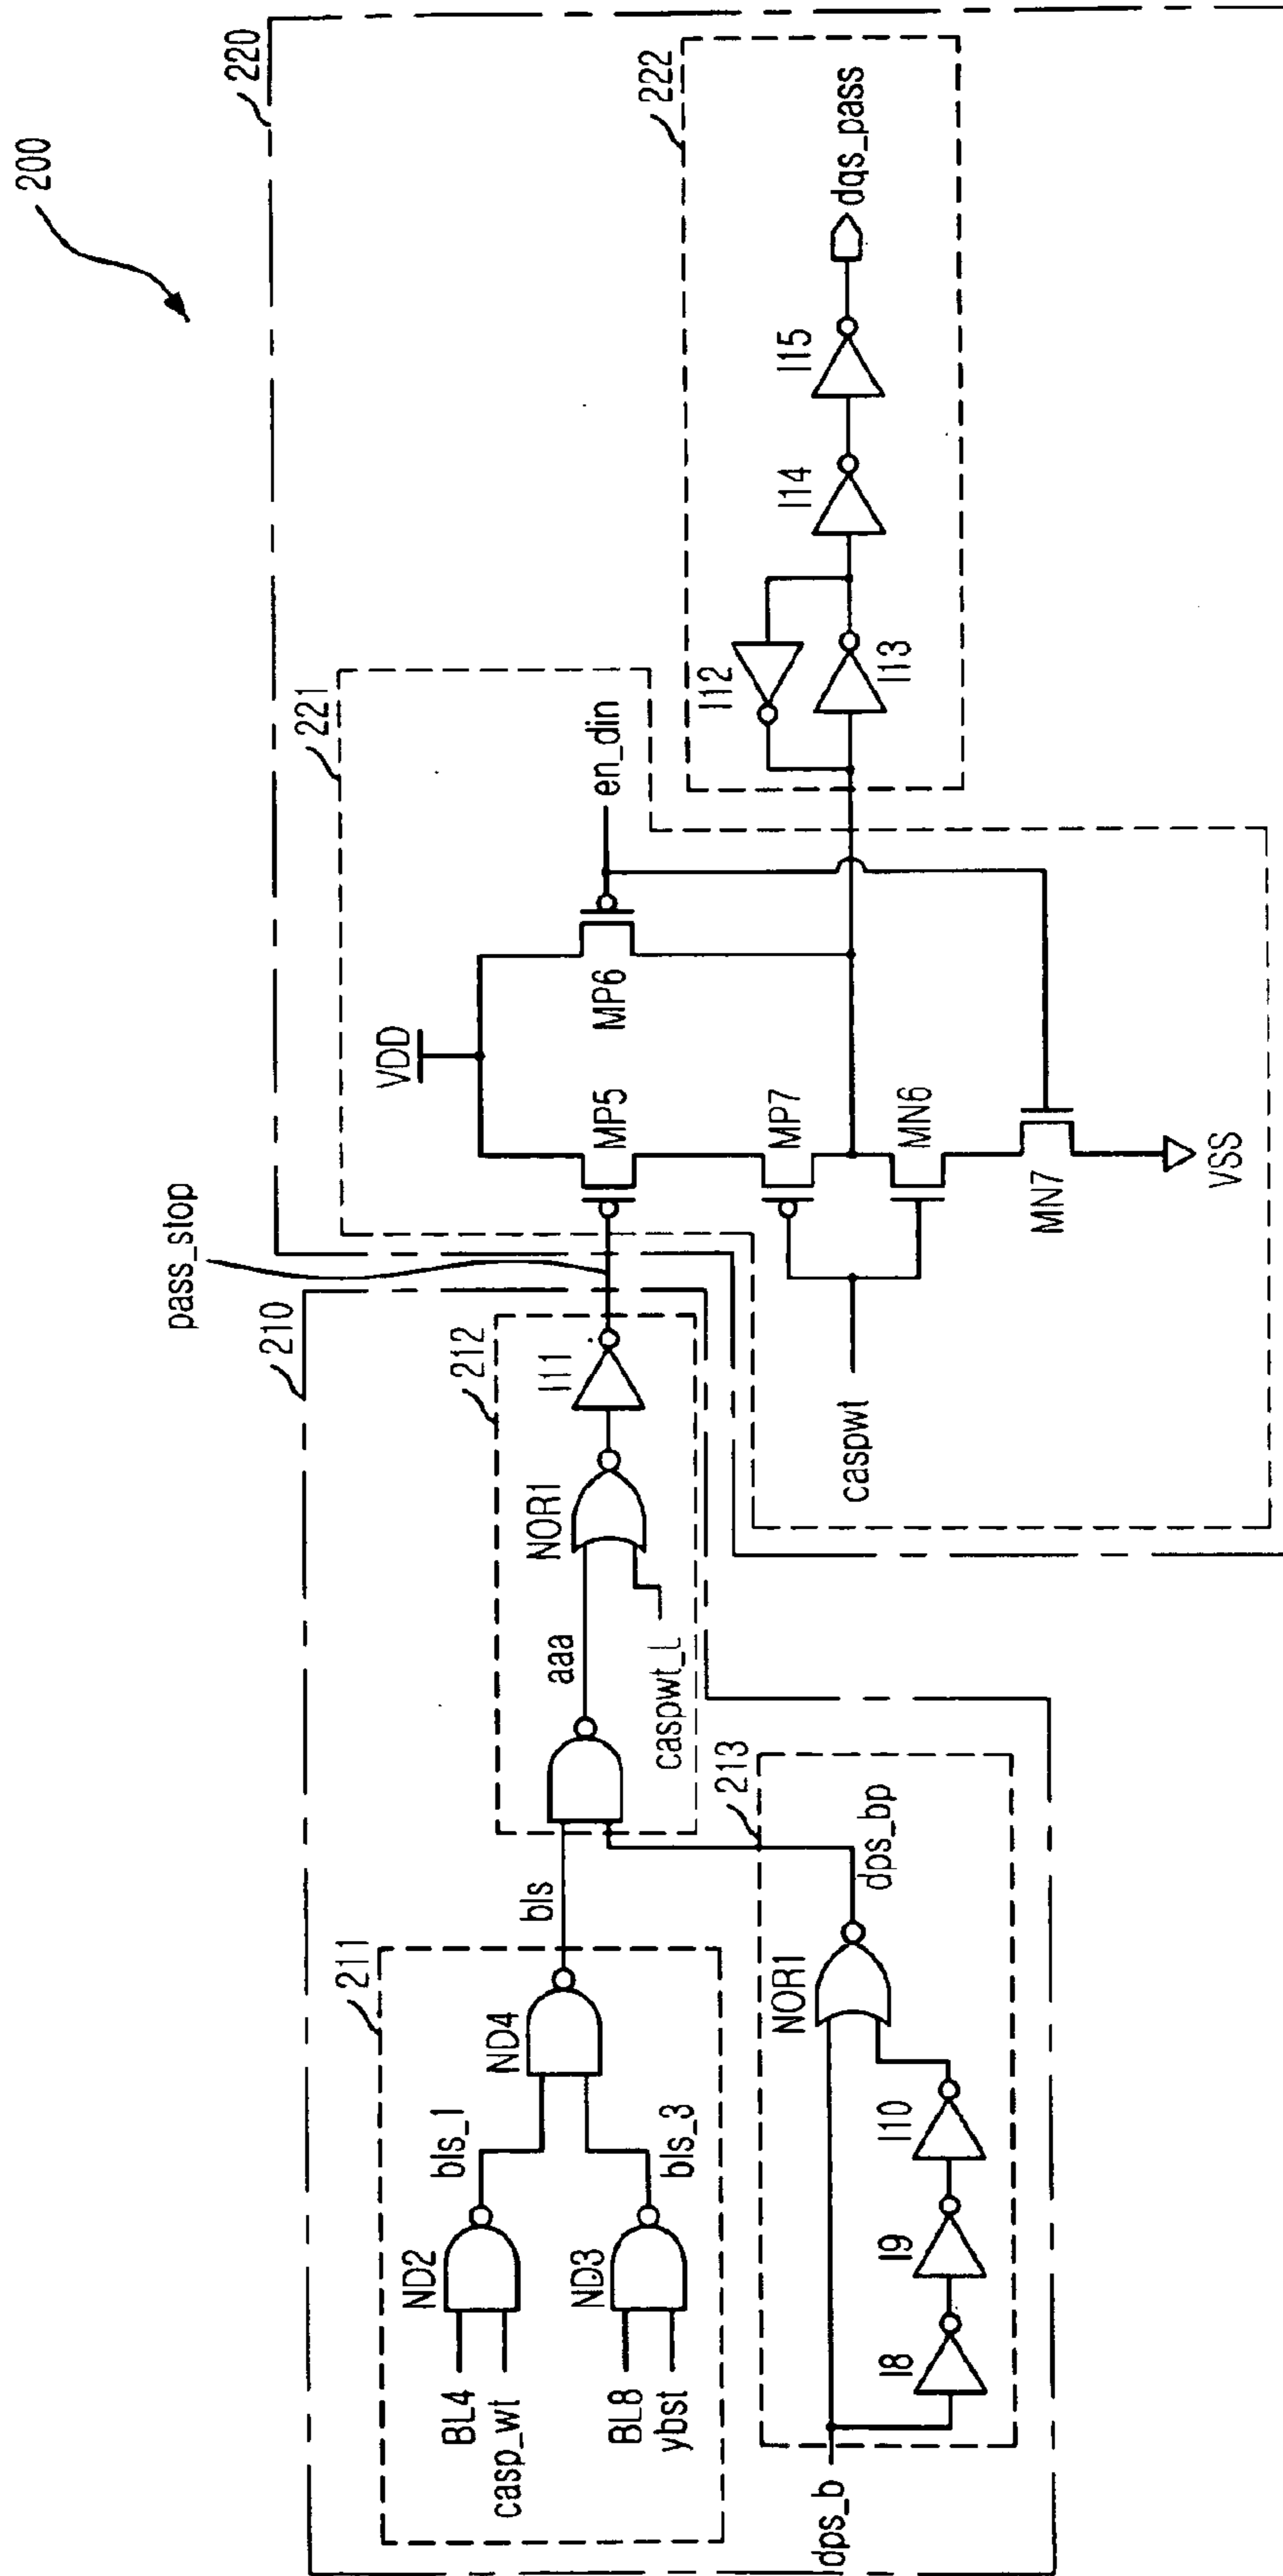 200
220
222
dqs_pass
I15
I14
I12
I13
221
en_din
VDD
MP6
MP5
MP7
MN6
MN7
VSS
caspwt
pass_stop
210
212
I11
NOR1
aaa
caspwt_L
213
dps_bp
bls
211
ND4
bls_1
bls_3
ND2
ND3
BL4
casp_wt
BL8
ybst
NOR1
I10
I9
I8
dps_b